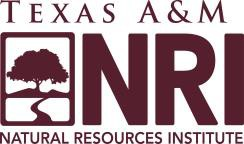 TEXAS A&M
NRI
NATURAL RESOURCES INSTITUTE